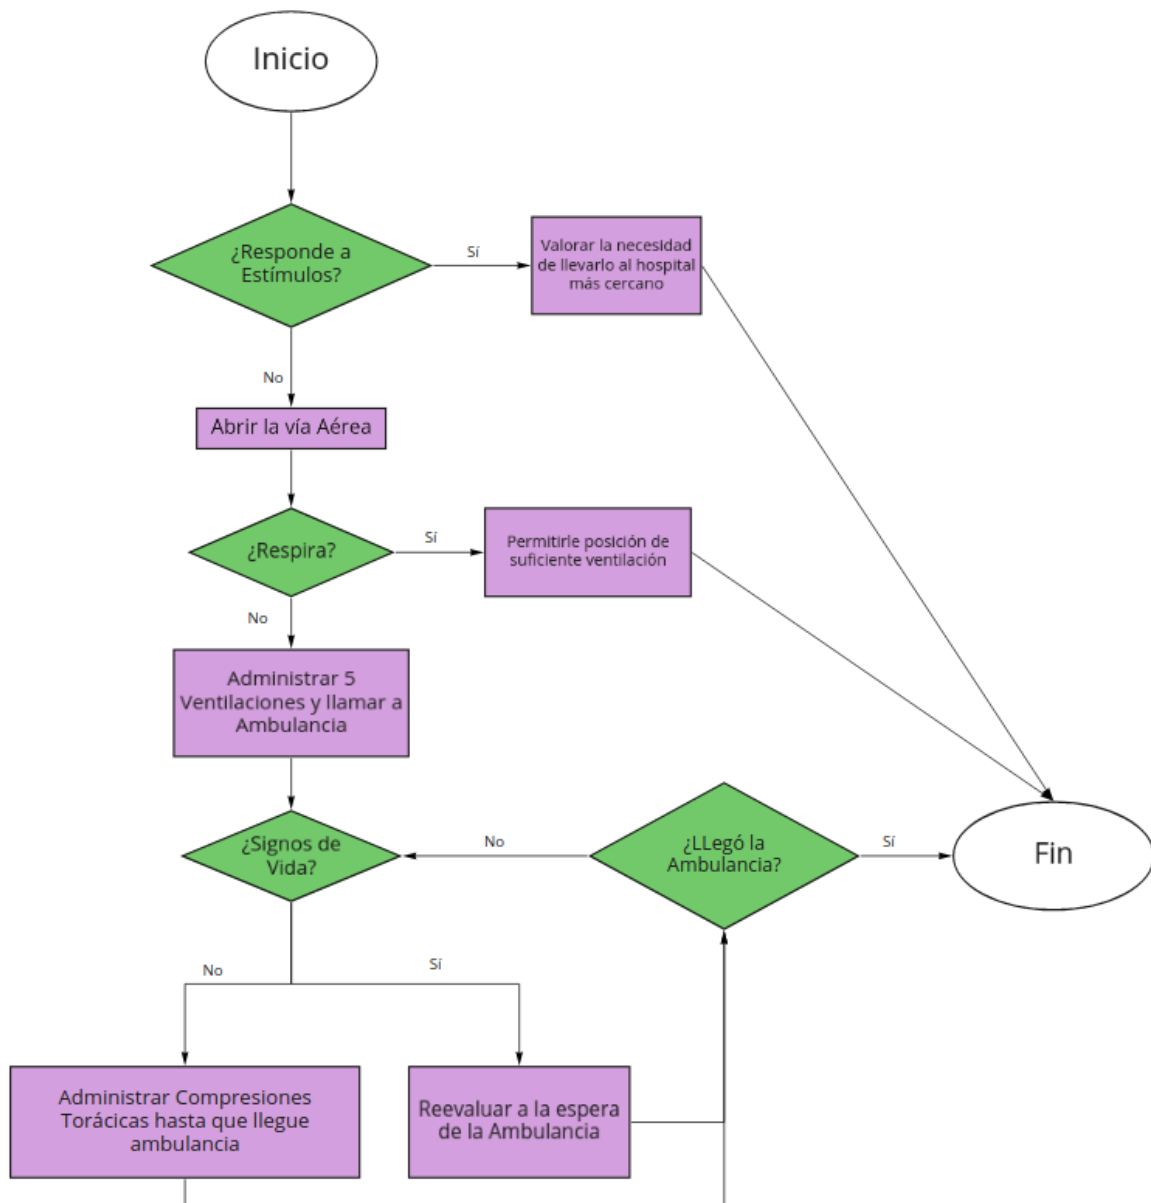 Inicio
¿Responde a
Estímulos?
Sí
Valorar la necesidad
de llevarlo al hospital
más cercano
No
Abrir la vía Aérea
¿Respira?
Sí
Permitirle posición de
suficiente ventilación
No
Administrar 5
Ventilaciones y llamar a
Ambulancia
¿Signos de
Vida?
No
¿LLegó la
Ambulancia?
Sí
Fin
No
Sí
Administrar Compresiones
Torácicas hasta que llegue
ambulancia
Reevaluar a la espera
de la Ambulancia